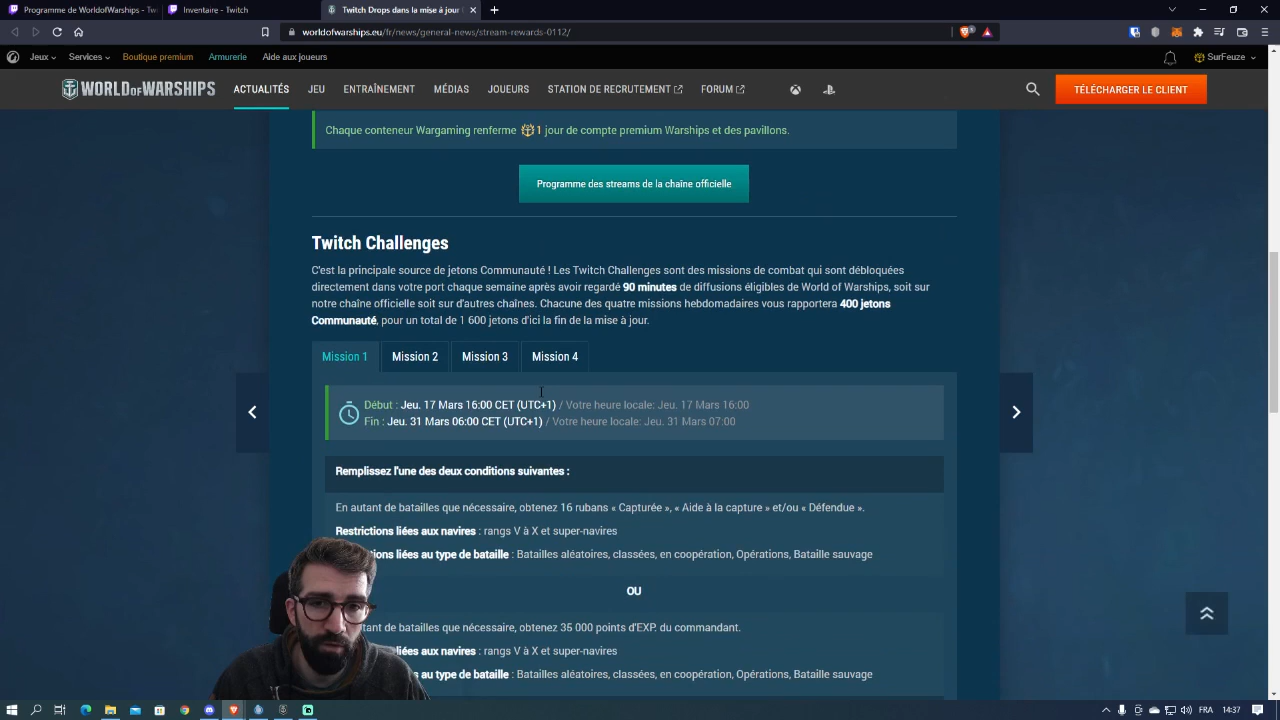 Programme de WorldofWarships - Tw
Inventaire - Twitch
Twitch Drops dans la mise à jour
worldofwarships.eu/fr/news/general-news/stream-rewards-0112/
Jeux
Services
Boutique premium
Armurerie
Aide aux joueurs
SurFeuze
WORLD OF WARSHIPS
ACTUALITÉS
JEU
ENTRAÎNEMENT
MÉDIAS
JOUEURS
STATION DE RECRUTEMENT
FORUM
TÉLÉCHARGER LE CLIENT
Chaque conteneur Wargaming renferme 1 jour de compte premium Warships et des pavillons.
Programme des streams de la chaîne officielle
Twitch Challenges
C'est la principale source de jetons Communauté ! Les Twitch Challenges sont des missions de combat qui sont débloquées
directement dans votre port chaque semaine après avoir regardé 90 minutes de diffusions éligibles de World of Warships, soit sur
notre chaîne officielle soit sur d'autres chaînes. Chacune des quatre missions hebdomadaires vous rapportera 400 jetons
Communauté, pour un total de 1 600 jetons d'ici la fin de la mise à jour.
Mission 1
Mission 2
Mission 3
Mission 4
Début : Jeu. 17 Mars 16:00 CET (UTC+1) / Votre heure locale: Jeu. 17 Mars 16:00
Fin : Jeu. 31 Mars 06:00 CET (UTC+1) / Votre heure locale: Jeu. 31 Mars 07:00
Remplissez l'une des deux conditions suivantes :
En autant de batailles que nécessaire, obtenez 16 rubans « Capturée », « Aide à la capture » et/ou « Défendue ».
Restrictions liées aux navires : rangs V à X et super-navires
liées au type de bataille : Batailles aléatoires, classées, en coopération, Opérations, Bataille sauvage
OU
de batailles que nécessaire, obtenez 35 000 points d'EXP. du commandant.
liées aux navires : rangs V à X et super-navires
au type de bataille : Batailles aléatoires, classées, en coopération, Opérations, Bataille sauvage
FRA
14:37